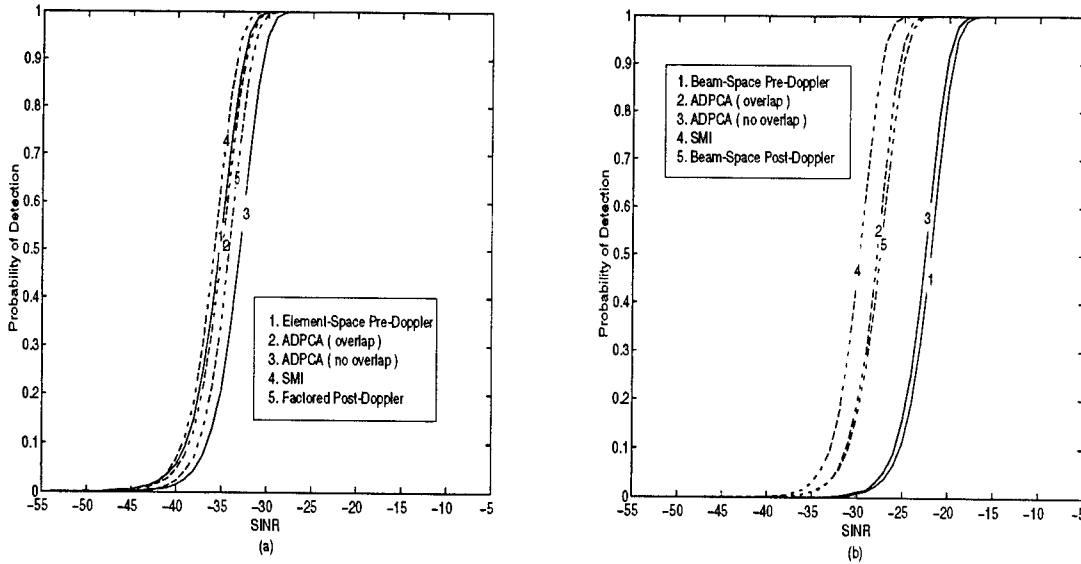 1
0.9
0.8
0.7
0.6
0.5
0.4
0.3
0.2
0.1
0
Probability of Detection
4
5
3
1
2
1. Element-Space Pre-Doppler
2. ADPCA ( overlap )
3. ADPCA ( no overlap )
4. SMI
5. Factored Post-Doppler
-55 -50 -45 -40 -35 -30 -25 -20 -15 -10 -5
SINR
(a)
1
0.9
0.8
0.7
0.6
0.5
0.4
0.3
0.2
0.1
0
Probability of Detection
1. Beam-Space Pre-Doppler
2. ADPCA ( overlap )
3. ADPCA ( no overlap )
4. SMI
5. Beam-Space Post-Doppler
2
3
5
4
1
-55 -50 -45 -40 -35 -30 -25 -20 -15 -10 -5
SINR
(b)